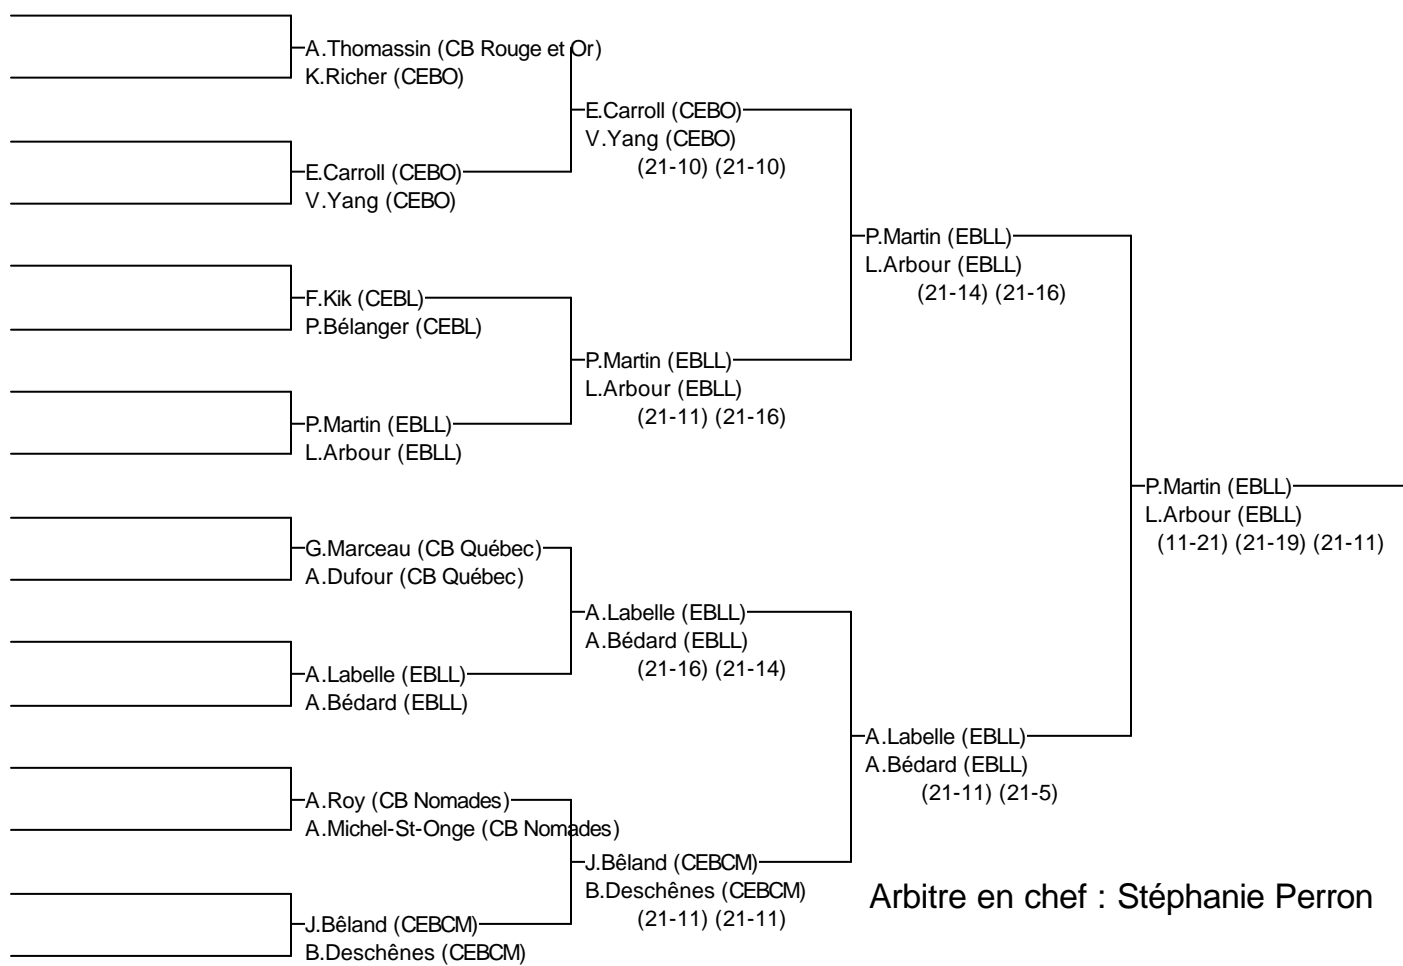 A.Thomassin (CB Rouge et Or)
K.Richer (CEBO)
E.Carroll (CEBO)
V.Yang (CEBO)
F.Kik (CEBL)
P.Bélanger (CEBL)
P.Martin (EBLL)
L.Arbour (EBLL)
G.Marceau (CB Québec)
A.Dufour (CB Québec)
A.Labelle (EBLL)
A.Bédard (EBLL)
A.Roy (CB Nomades)
A.Michel-St-Onge (CB Nomades)
J.Bêland (CEBCM)
B.Deschênes (CEBCM)
E.Carroll (CEBO)
V.Yang (CEBO)
(21-10) (21-10)
P.Martin (EBLL)
L.Arbour (EBLL)
(21-11) (21-16)
A.Labelle (EBLL)
A.Bédard (EBLL)
(21-16) (21-14)
J.Bêland (CEBCM)
B.Deschênes (CEBCM)
(21-11) (21-11)
P.Martin (EBLL)
L.Arbour (EBLL)
(21-14) (21-16)
A.Labelle (EBLL)
A.Bédard (EBLL)
(21-11) (21-5)
P.Martin (EBLL)
L.Arbour (EBLL)
(11-21) (21-19) (21-11)
Arbitre en chef : Stéphanie Perron